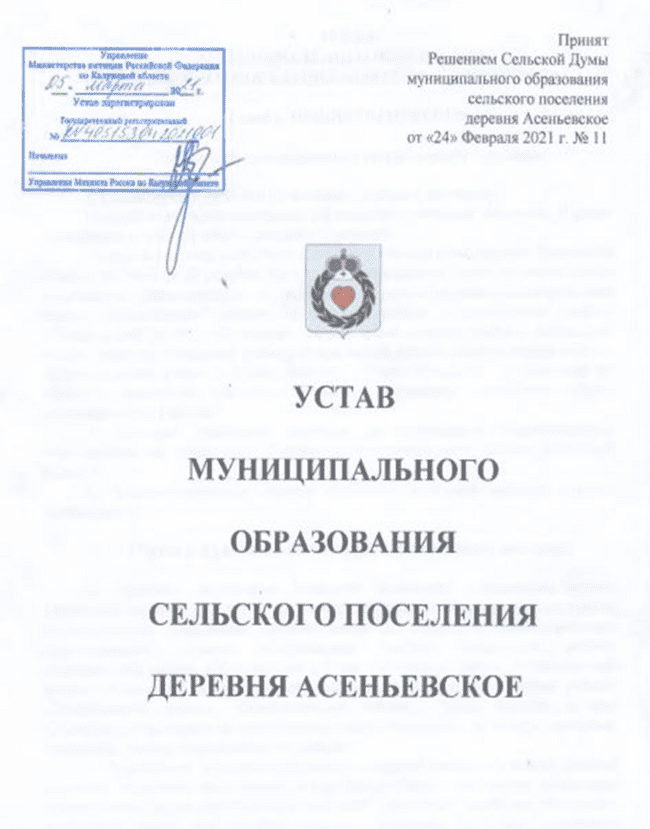 Управление
Министерства юстиции Российской Федерации
по Калужской области
05. марта 2021 г.
Устав зарегистрирован
Государственный регистрационный
№ RU405153042021001
Начальник
Управления Минюста России по Калужской области
Принят
Решением Сельской Думы
муниципального образования
сельского поселения
деревня Асеньевское
от «24» Февраля 2021 г. № 11
УСТАВ
МУНИЦИПАЛЬНОГО
ОБРАЗОВАНИЯ
СЕЛЬСКОГО ПОСЕЛЕНИЯ
ДЕРЕВНЯ АСЕНЬЕВСКОЕ